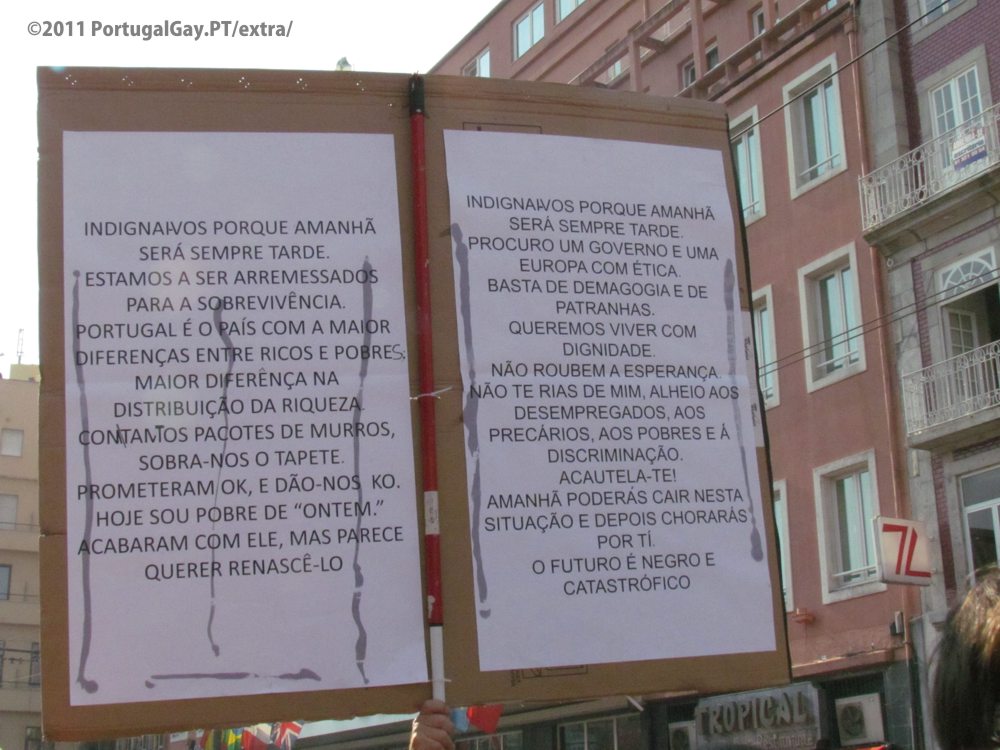 ©2011 PortugalGay.PT/extra/
INDIGNAI-VOS PORQUE AMANHÃ
SERÁ SEMPRE TARDE.
ESTAMOS A SER ARREMESSADOS
PARA A SOBREVIVÊNCIA.
PORTUGAL É O PAÍS COM A MAIOR
DIFERENÇAS ENTRE RICOS E POBRES;
MAIOR DIFERÊNÇA NA
DISTRIBUIÇÃO DA RIQUEZA.
CONTAMOS PACOTES DE MURROS,
SOBRA-NOS O TAPETE.
PROMETERAM OK, E DÃO-NOS KO.
HOJE SOU POBRE DE “ONTEM.”
ACABARAM COM ELE, MAS PARECE
QUERER RENASCÊ-LO
INDIGNAI-VOS PORQUE AMANHÃ
SERÁ SEMPRE TARDE.
PROCURO UM GOVERNO E UMA
EUROPA COM ÉTICA.
BASTA DE DEMAGOGIA E DE
PATRANHAS.
QUEREMOS VIVER COM
DIGNIDADE.
NÃO ROUBEM A ESPERANÇA.
NÃO TE RIAS DE MIM, ALHEIO AOS
DESEMPREGADOS, AOS
PRECÁRIOS, AOS POBRES E Á
DISCRIMINAÇÃO.
ACAUTELA-TE!
AMANHÃ PODERÁS CAIR NESTA
SITUAÇÃO E DEPOIS CHORARÁS
POR TÍ.
O FUTURO É NEGRO E
CATASTRÓFICO
TROPICAL